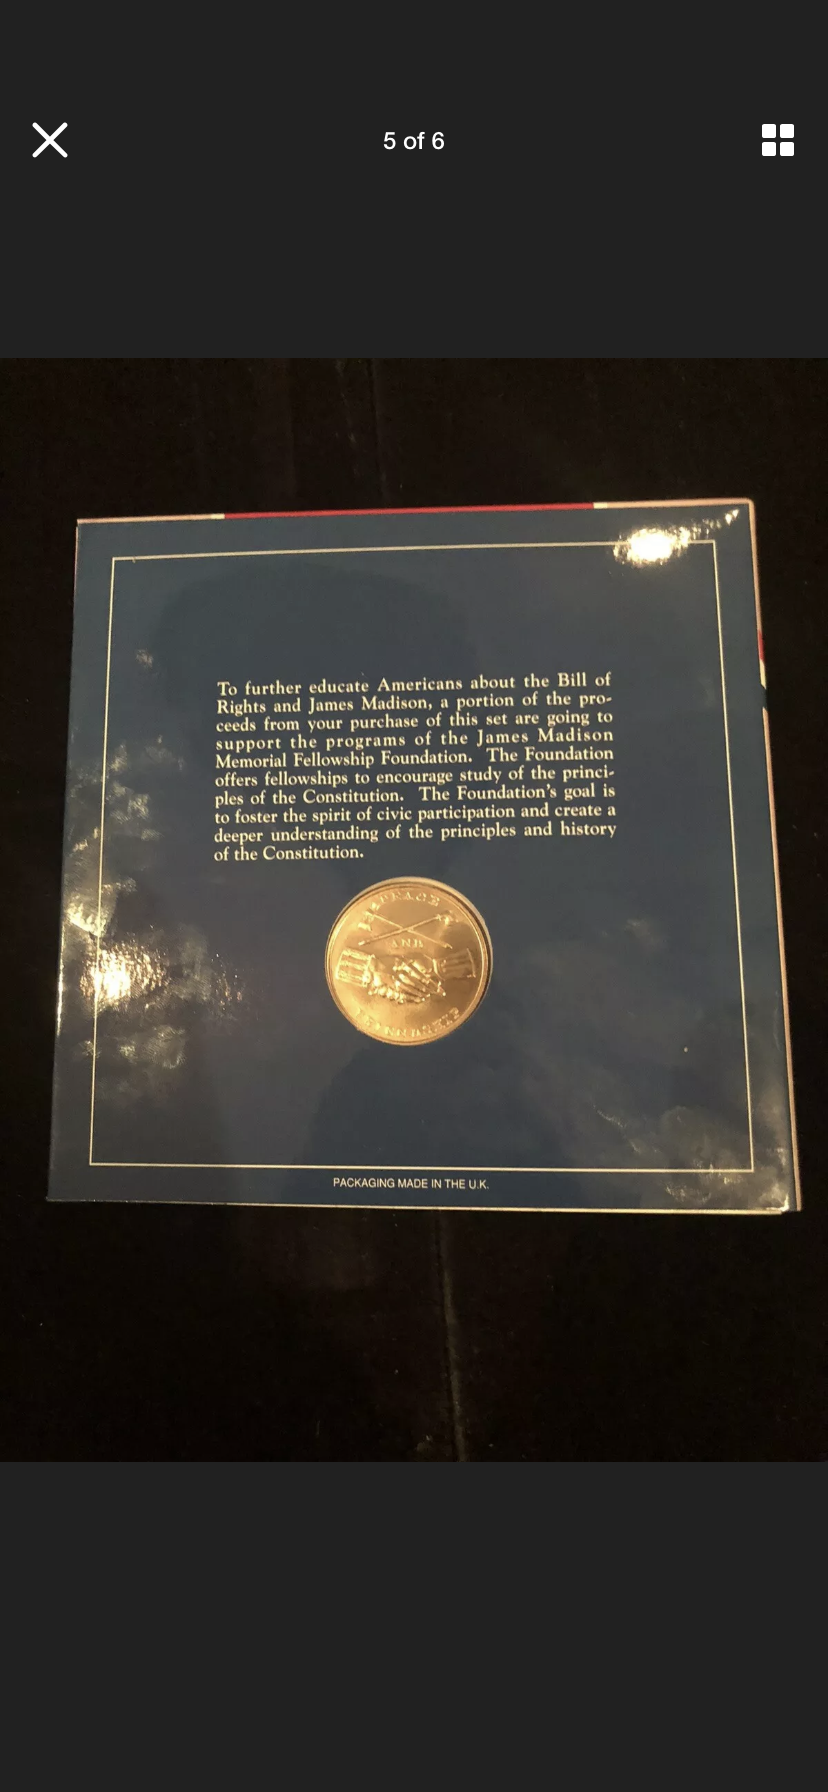 5 of 6
To further educate Americans about the Bill of
Rights and James Madison, a portion of the pro-
ceeds from your purchase of this set are going to
support the programs of the James Madison
Memorial Fellowship Foundation. The Foundation
offers fellowships to encourage study of the princi-
ples of the Constitution. The Foundation's goal is
to foster the spirit of civic participation and create a
deeper understanding of the principles and history
of the Constitution.
PEACE
AND
FRIENDSHIP
PACKAGING MADE IN THE U.K.